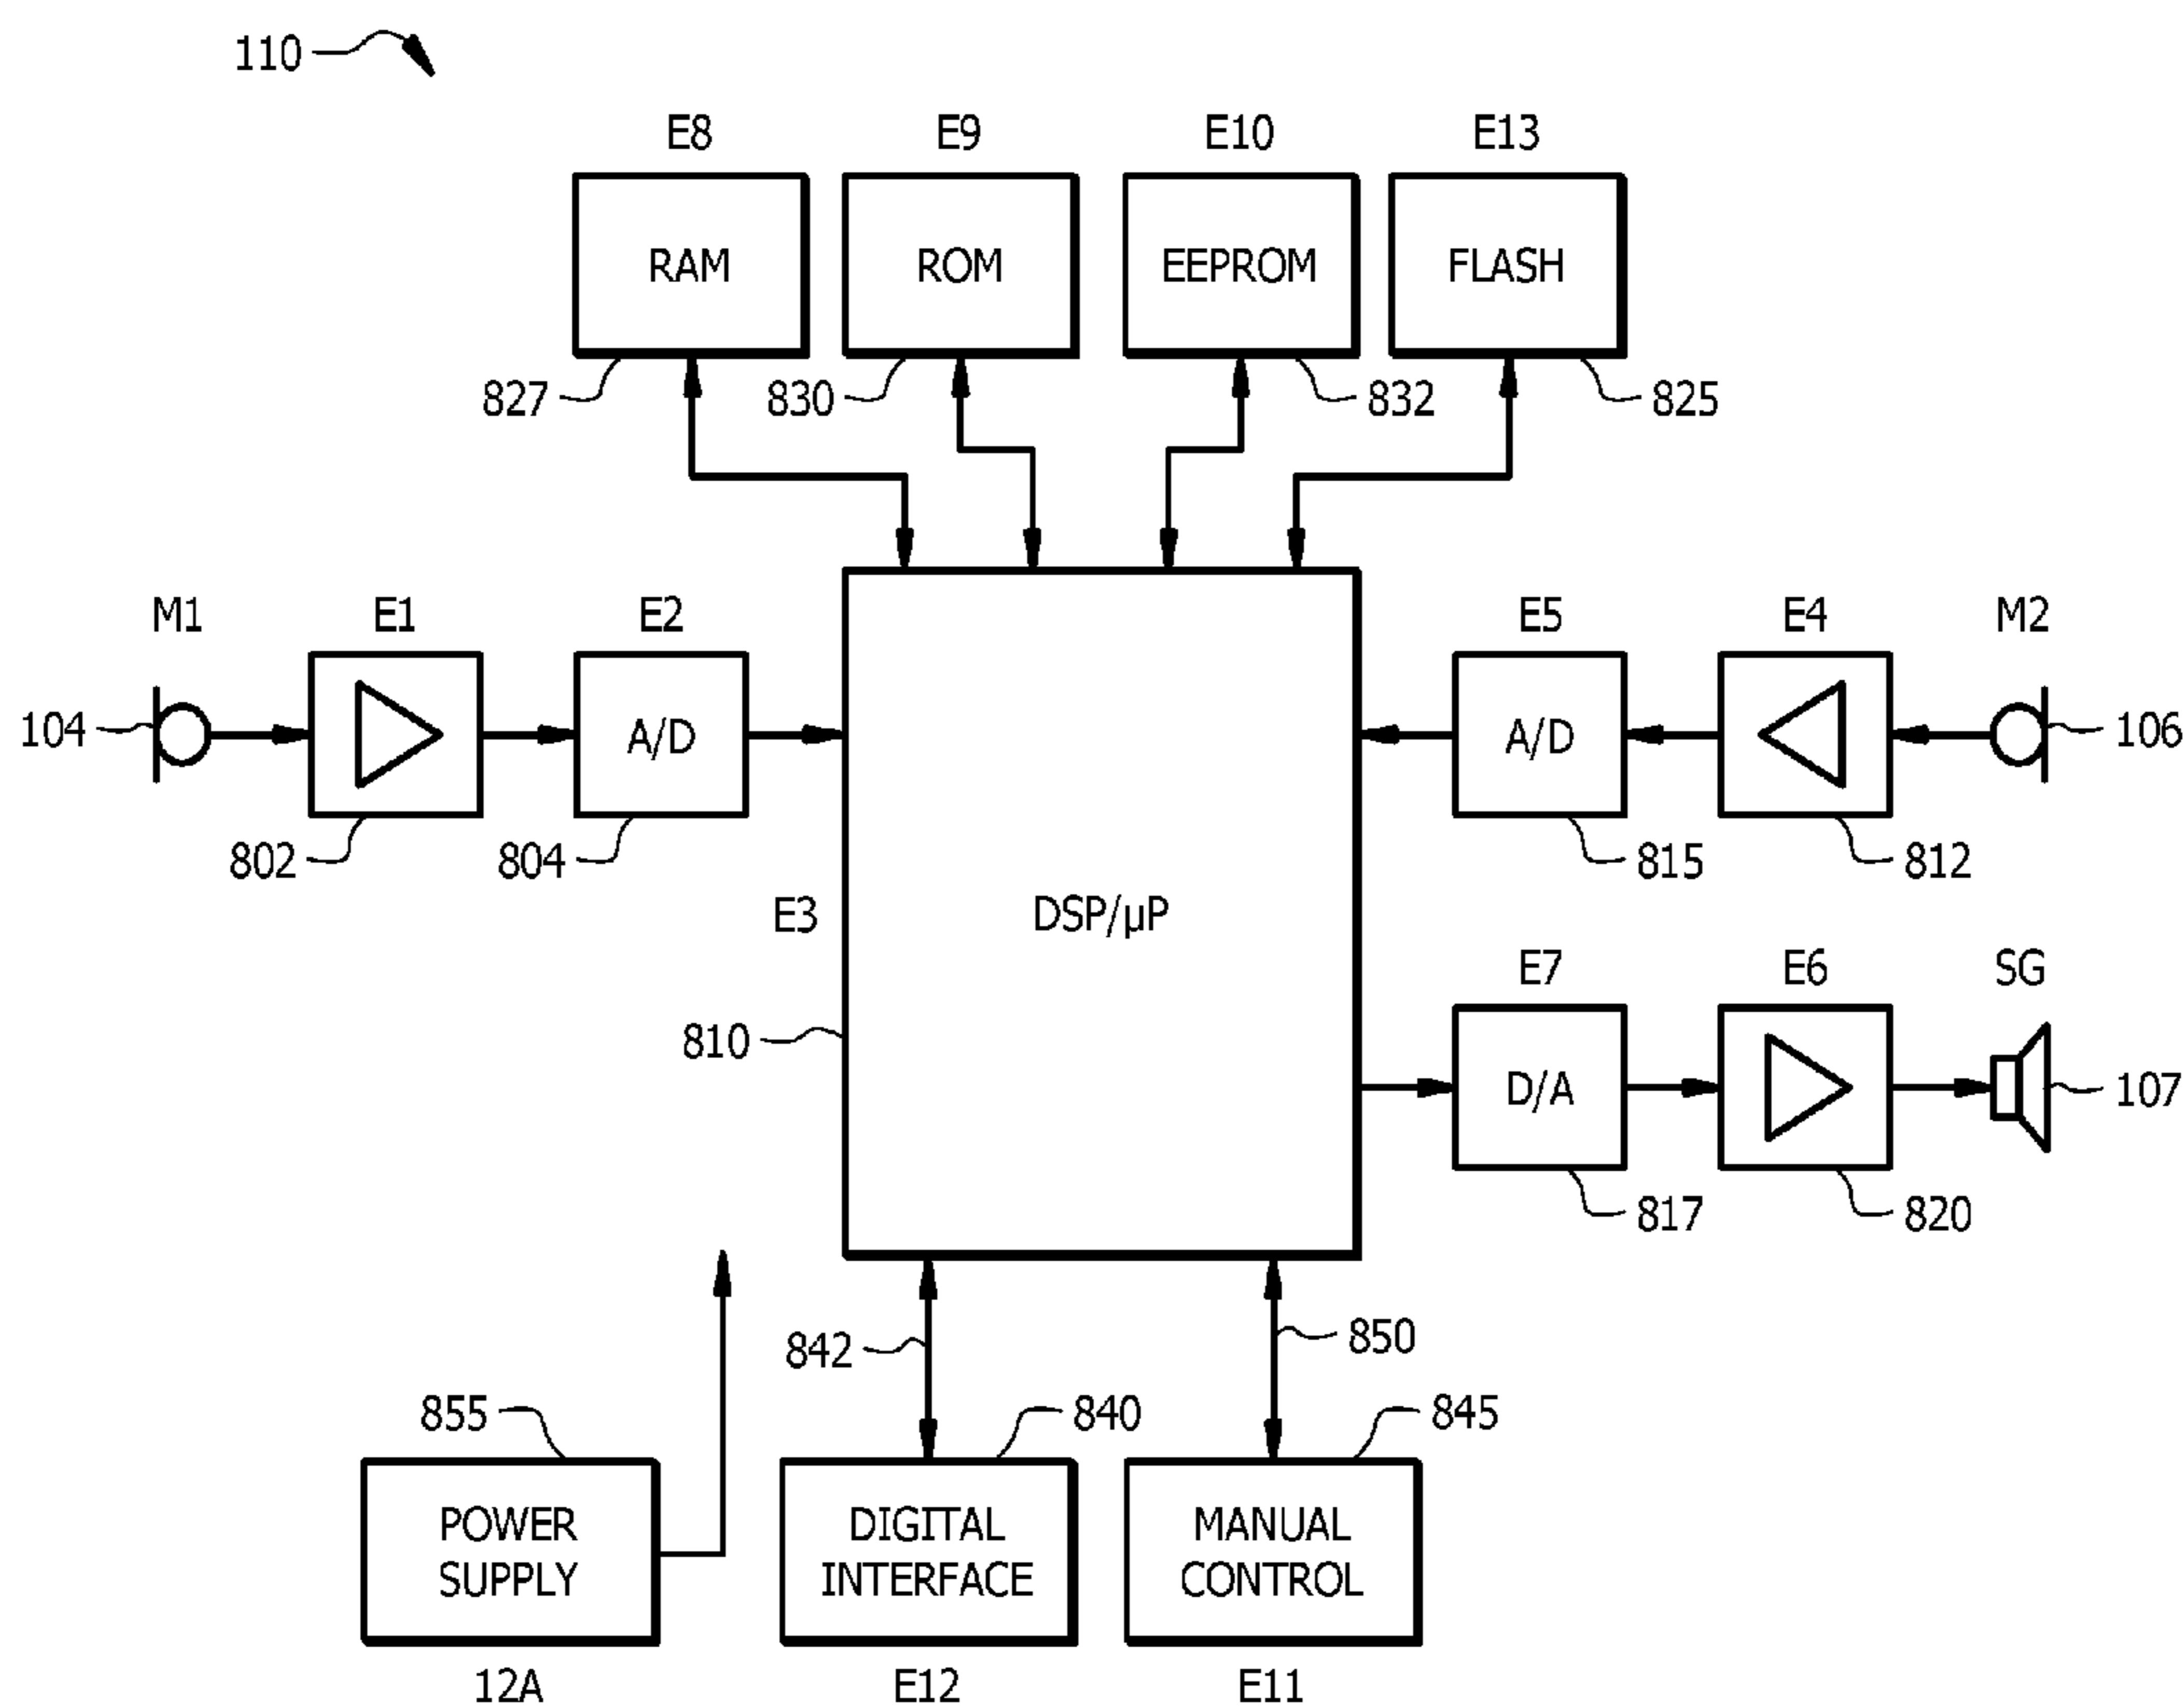 110
E8 E9 E10 E13
RAM ROM EEPROM FLASH
827 830 832 825
M1 E1 E2 E5 E4 M2
104 A/D A/D 106
802 804 815 812
E3 DSP/µP
E7 E6 SG
810
D/A 107
817 820
842 850
855 840 845
POWER SUPPLY
DIGITAL INTERFACE
MANUAL CONTROL
12A E12 E11